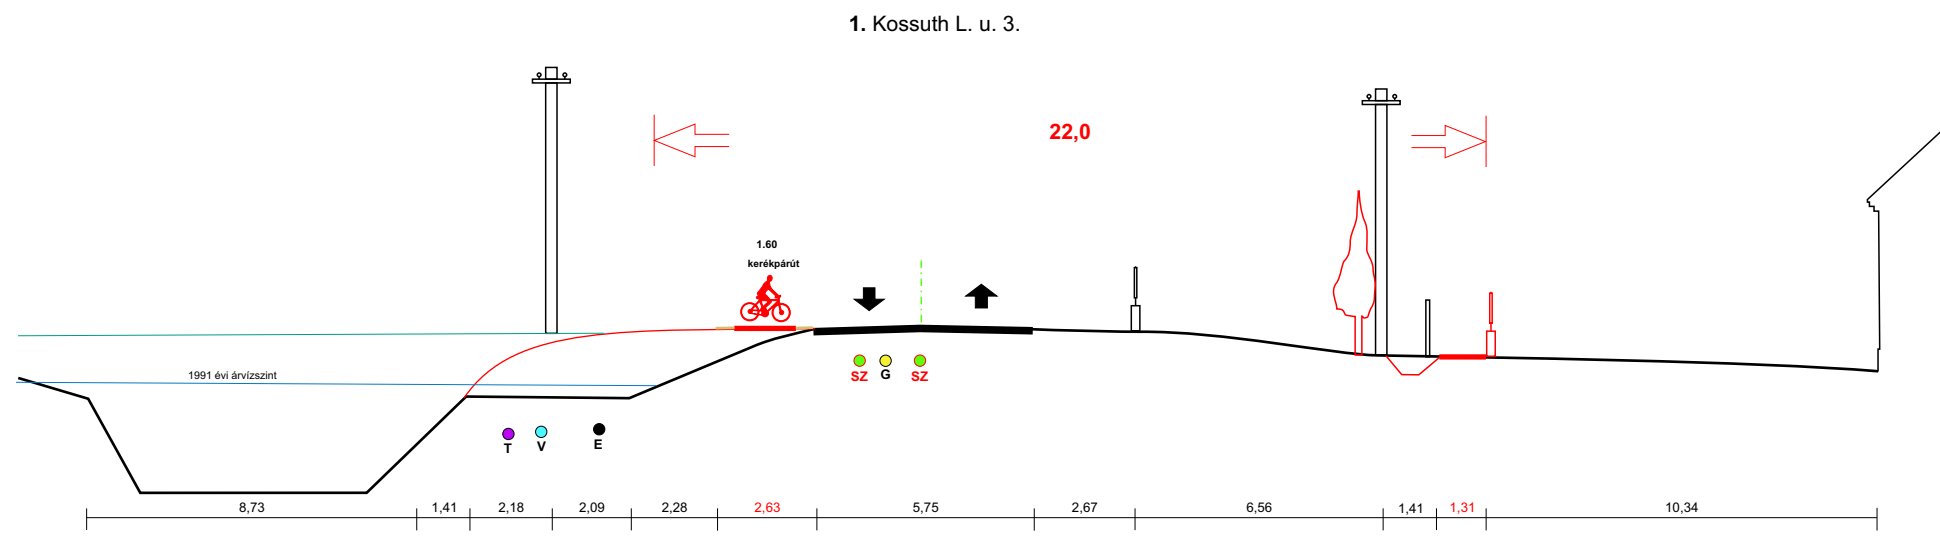 1. Kossuth L. u. 3.
22,0
1.60
kerékpárút
1991 évi árvízszint
SZ G SZ
T V E
8,73 1,41 2,18 2,09 2,28 2,63 5,75 2,67 6,56 1,41 1,31 10,34